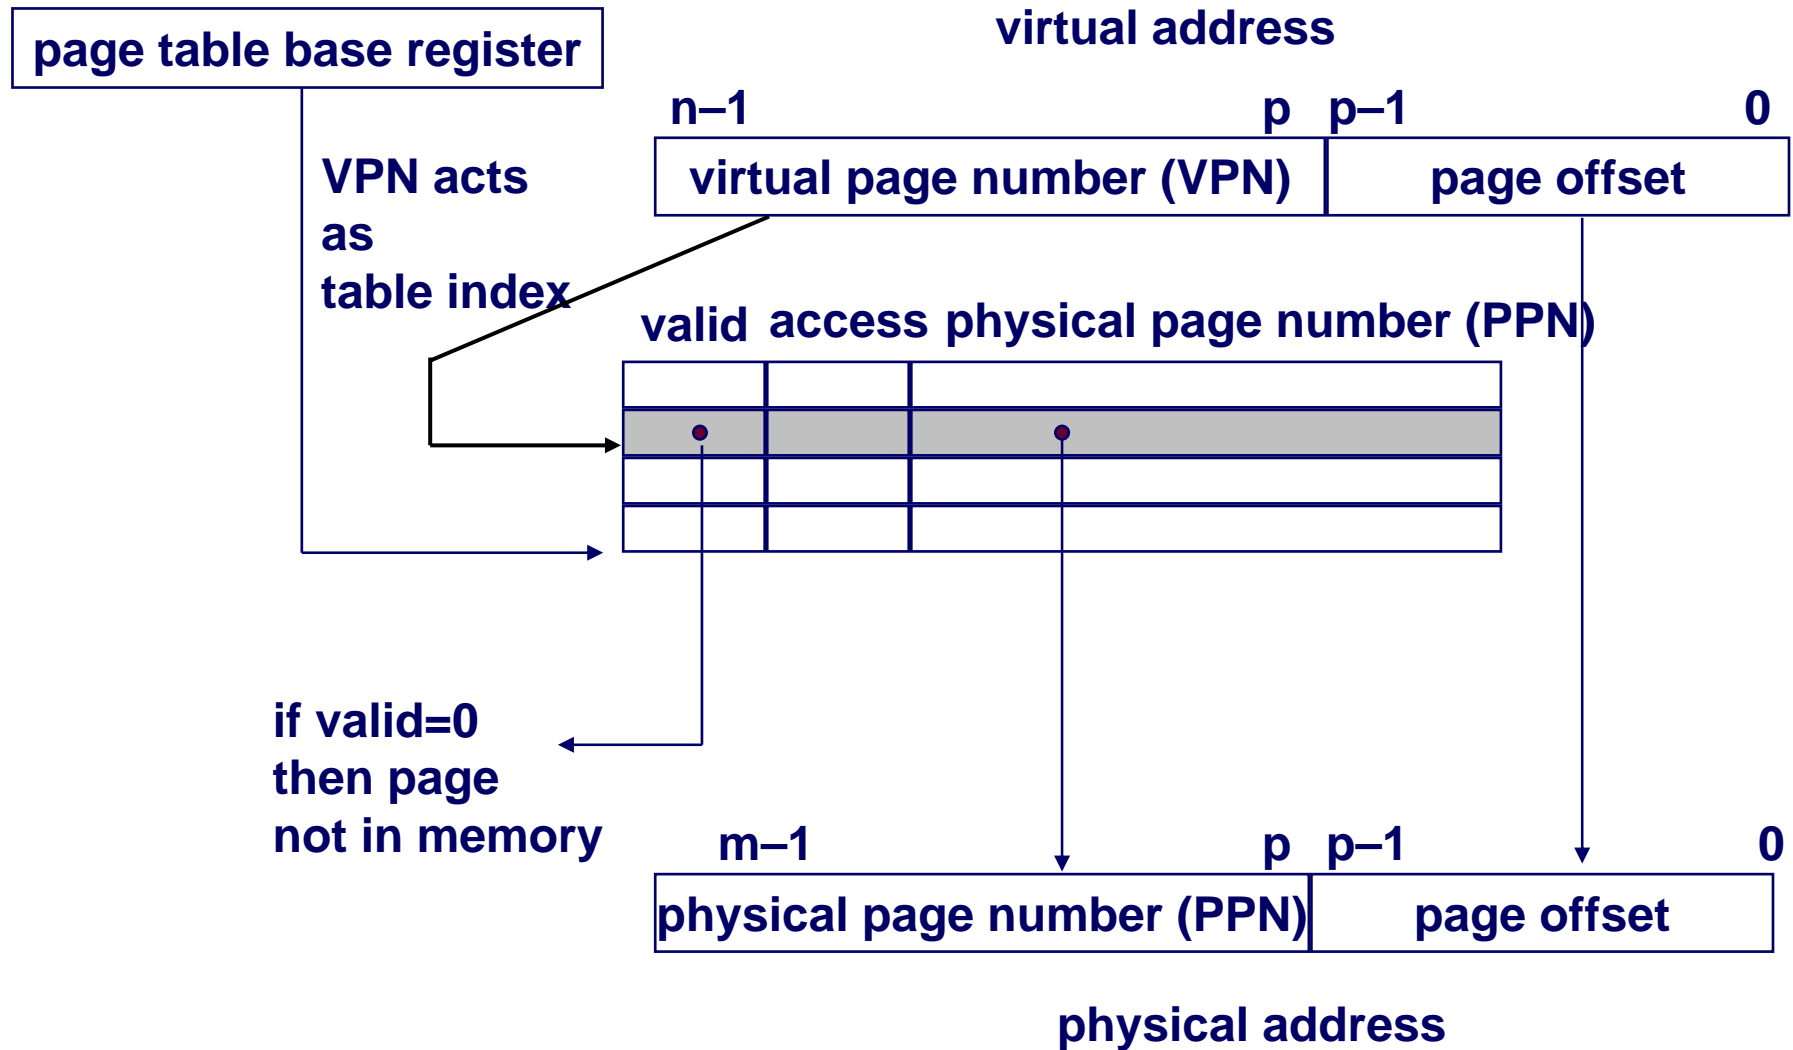 page table base register
virtual address
n–1 p p–1 0
virtual page number (VPN) page offset
VPN acts
as
table index
valid access physical page number (PPN)
if valid=0
then page
not in memory
m–1 p p–1 0
physical page number (PPN) page offset
physical address